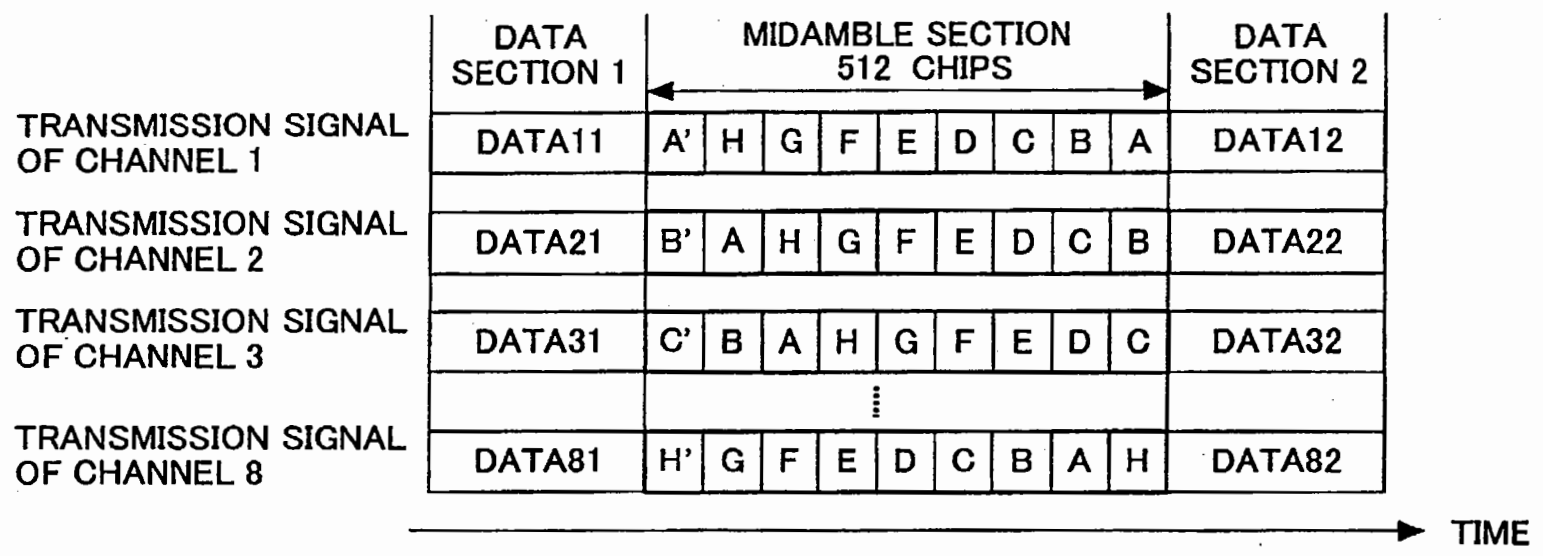 DATA SECTION 1 MIDAMBLE SECTION 512 CHIPS DATA SECTION 2
TRANSMISSION SIGNAL
OF CHANNEL 1
DATA11 A' H G F E D C B A DATA12
TRANSMISSION SIGNAL
OF CHANNEL 2
DATA21 B' A H G F E D C B DATA22
TRANSMISSION SIGNAL
OF CHANNEL 3
DATA31 C' B A H G F E D C DATA32
TRANSMISSION SIGNAL
OF CHANNEL 8
DATA81 H' G F E D C B A H DATA82
TIME